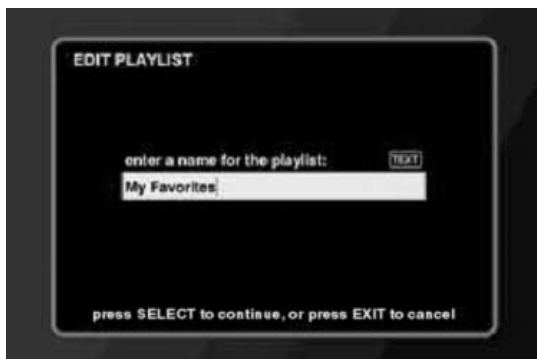 EDIT PLAYLIST
enter a name for the playlist: TEXT
My Favorites
press SELECT to continue, or press EXIT to cancel